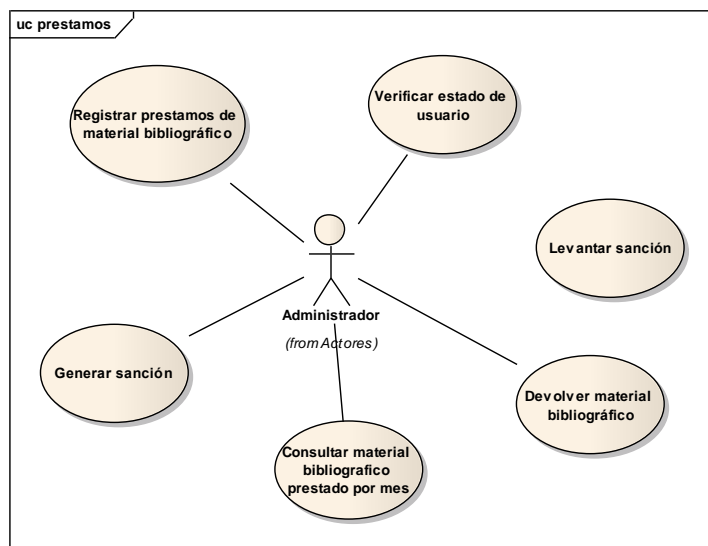 uc prestamos
Registrar prestamos de
material bibliográfico
Verificar estado de
usuario
Levantar sanción
Administrador
(from Actores)
Generar sanción
Devolver material
bibliográfico
Consultar material
bibliografico
prestado por mes